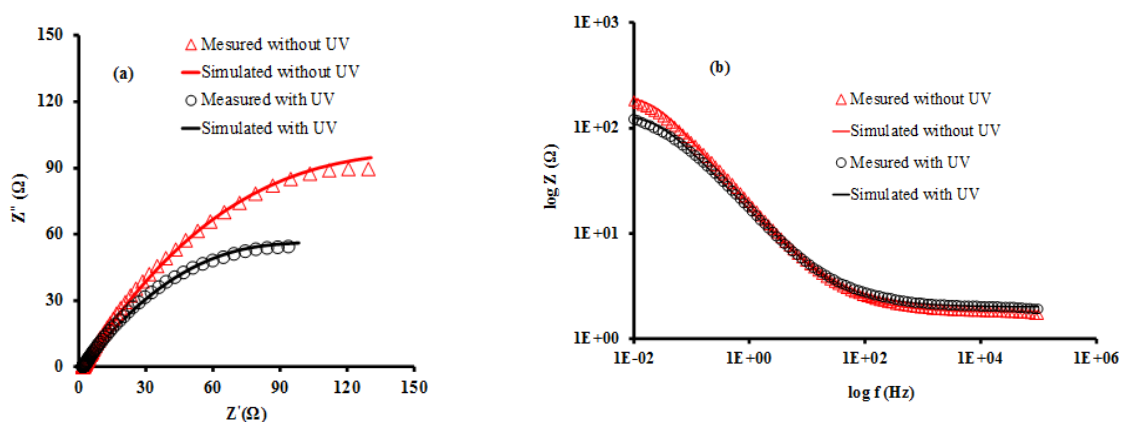 150
120
90
60
30
0
Z" (Ω)
(a)
Mesured without UV
Simulated without UV
Measured with UV
Simulated with UV
0 30 60 90 120 150
Z'(Ω)
1E+03
1E+02
1E+01
1E+00
log Z (Ω)
(b)
Mesured without UV
Simulated without UV
Mesured with UV
Simulated with UV
1E-02 1E+00 1E+02 1E+04 1E+06
log f (Hz)